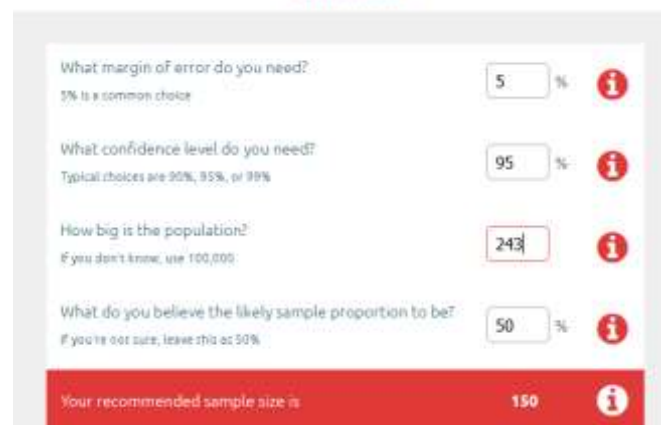 What margin of error do you need?
5 %
5% is a common choice
What confidence level do you need?
95 %
Typical choices are 90%, 95%, or 99%
How big is the population?
243
If you don't know, use 100,000
What do you believe the likely sample proportion to be?
50 %
If you're not sure, leave this as 50%
Your recommended sample size is 150